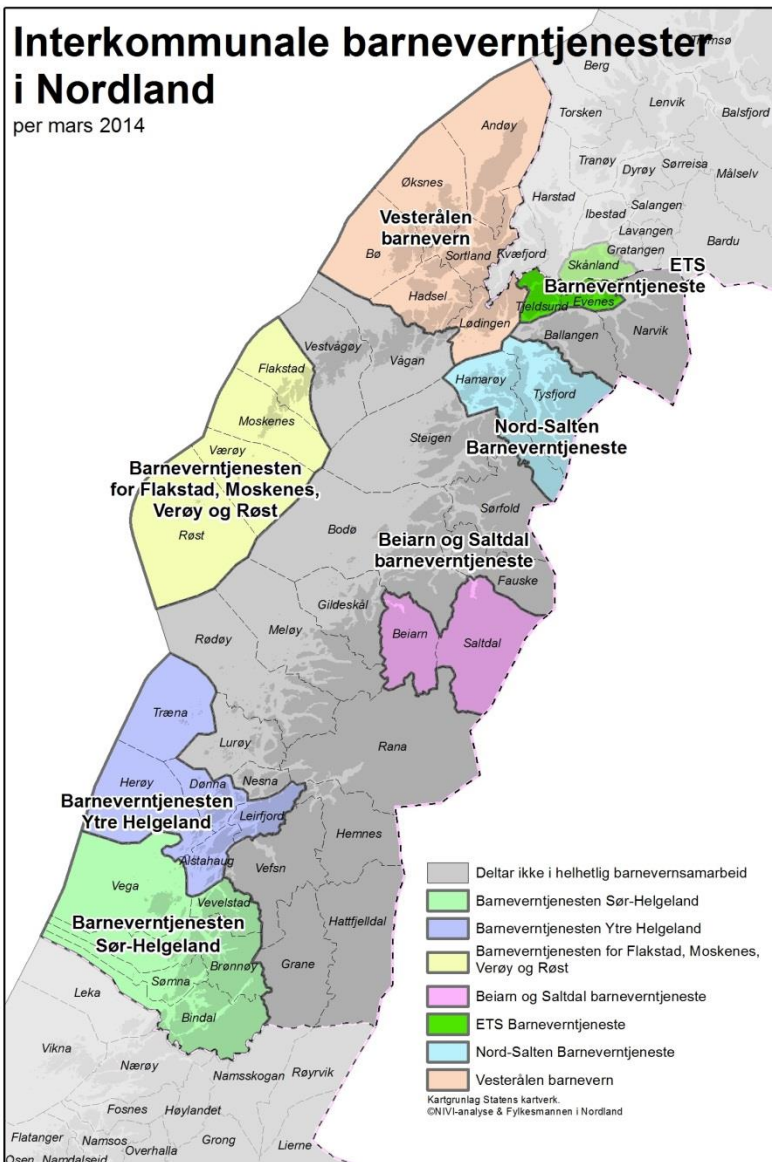 Interkommunale barneverntjenester
i Nordland
per mars 2014
Tromsø
Berg
Lenvik
Torsken
Balsfjord
Andøy
Tranøy
Dyrøy
Sørreisa
Målselv
Øksnes
Harstad
Salangen
Ibestad
Vesterålen
barnevern
Lavangen
Bardu
Bø
Sortland
Kvæfjord
Gratangen
Skånland
ETS
Barneverntjeneste
Hadsel
Tjeldsund
Evenes
Lødingen
Ballangen
Narvik
Vestvågøy
Vågan
Flakstad
Hamarøy
Tysfjord
Moskenes
Steigen
Nord-Salten
Barneverntjeneste
Værøy
Barneverntjenesten
for Flakstad, Moskenes,
Verøy og Røst
Sørfold
Røst
Bodø
Beiarn og Saltdal
barneverntjeneste
Fauske
Gildeskål
Meløy
Beiarn
Saltdal
Rødøy
Træna
Lurøy
Rana
Herøy
Dønna
Nesna
Barneverntjenesten
Ytre Helgeland
Leirfjord
Hemnes
Alstahaug
Vefsn
Vega
Vevelstad
Hattfjelldal
Barneverntjenesten
Sør-Helgeland
Brønnøy
Grane
Leka
Sømna
Bindal
Vikna
Nærøy
Namsskogan
Røyrvik
Fosnes
Høylandet
Flatanger
Namsos
Overhalla
Grong
Lierne
Osen
Namdalseid
Deltar ikke i helhetlig barnevernsamarbeid
Barneverntjenesten Sør-Helgeland
Barneverntjenesten Ytre Helgeland
Barneverntjenesten for Flakstad, Moskenes,
Verøy og Røst
Beiarn og Saltdal barneverntjeneste
ETS Barneverntjeneste
Nord-Salten Barneverntjeneste
Vesterålen barnevern
Kartgrunlag Statens kartverk.
©NIVI-analyse & Fylkesmannen i Nordland